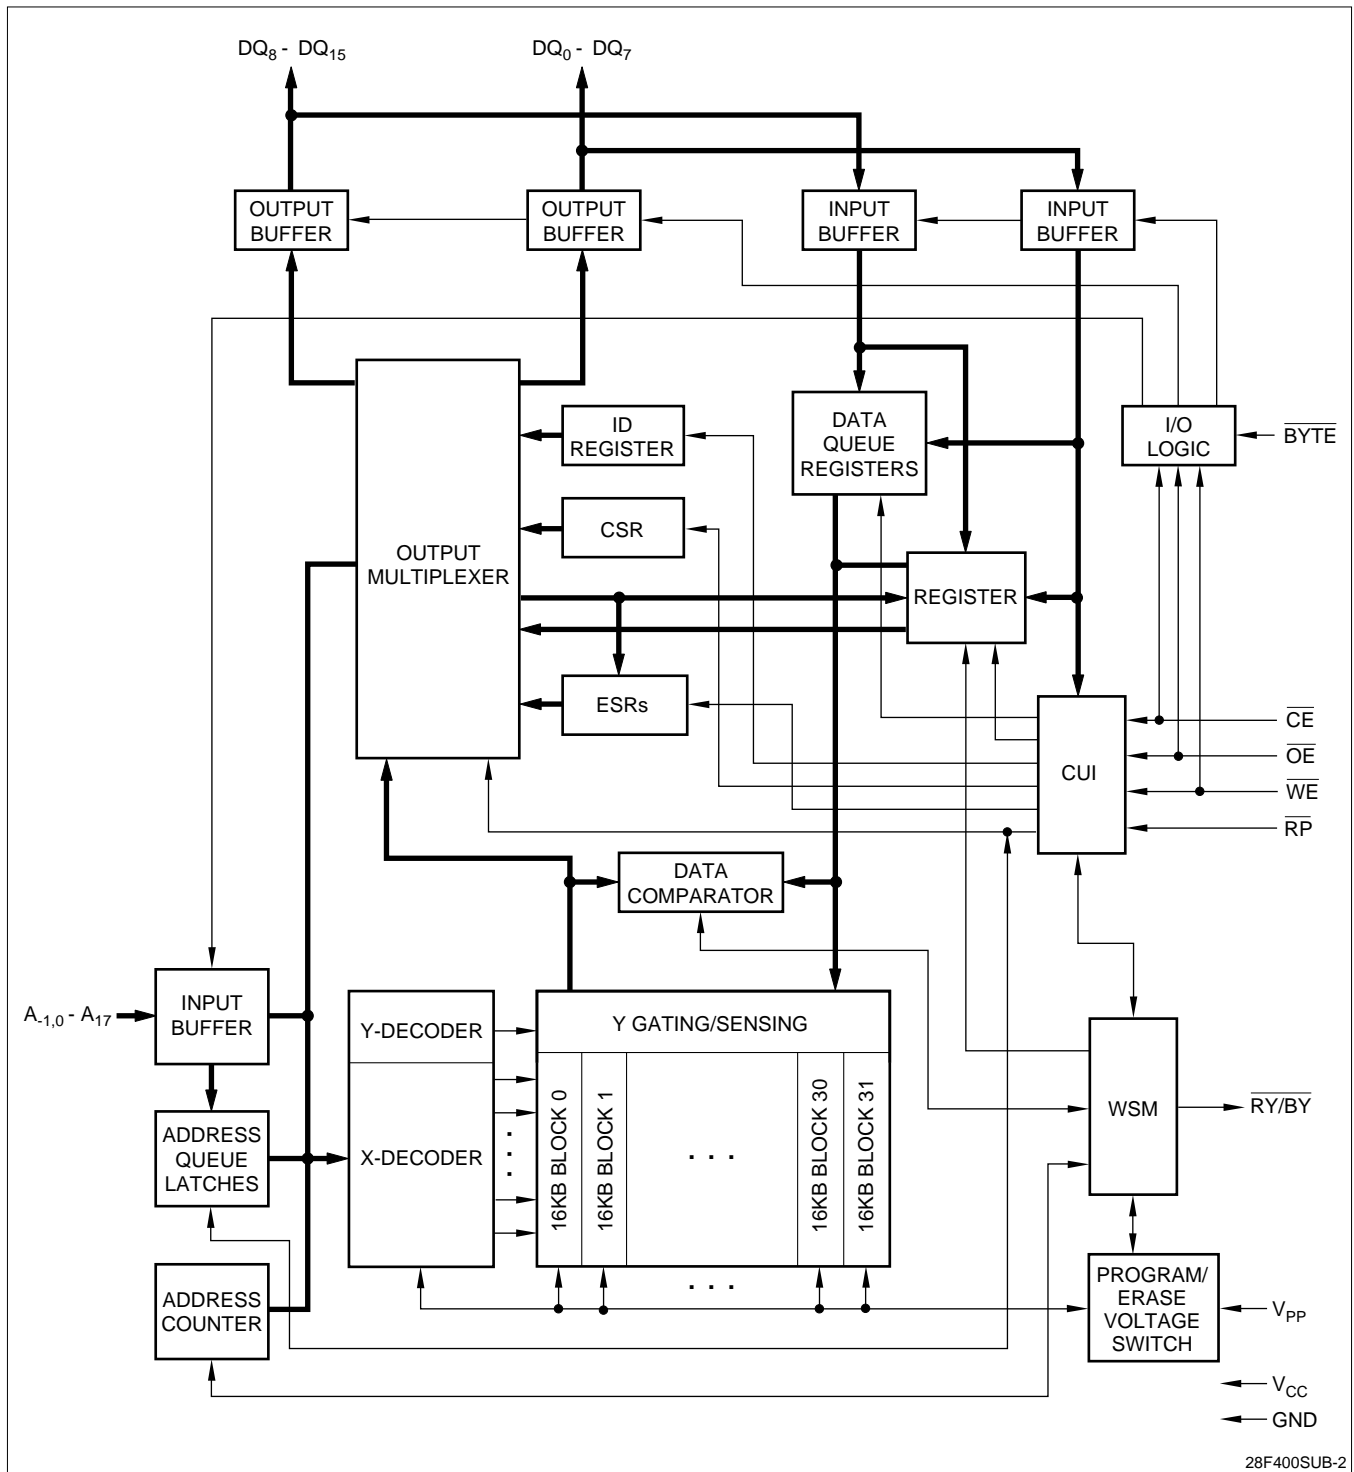 DQ8 - DQ15
DQ0 - DQ7
OUTPUT
BUFFER
OUTPUT
BUFFER
INPUT
BUFFER
INPUT
BUFFER
ID
REGISTER
DATA
QUEUE
REGISTERS
I/O
LOGIC
BYTE
CSR
OUTPUT
MULTIPLEXER
REGISTER
ESRs
CUI
CE
OE
WE
RP
DATA
COMPARATOR
A-1,0 - A17
INPUT
BUFFER
Y-DECODER
Y GATING/SENSING
ADDRESS
QUEUE
LATCHES
X-DECODER
16KB BLOCK 0
16KB BLOCK 1
. . .
16KB BLOCK 30
16KB BLOCK 31
WSM
RY/BY
. . .
ADDRESS
COUNTER
PROGRAM/
ERASE
VOLTAGE
SWITCH
VPP
VCC
GND
28F400SUB-2